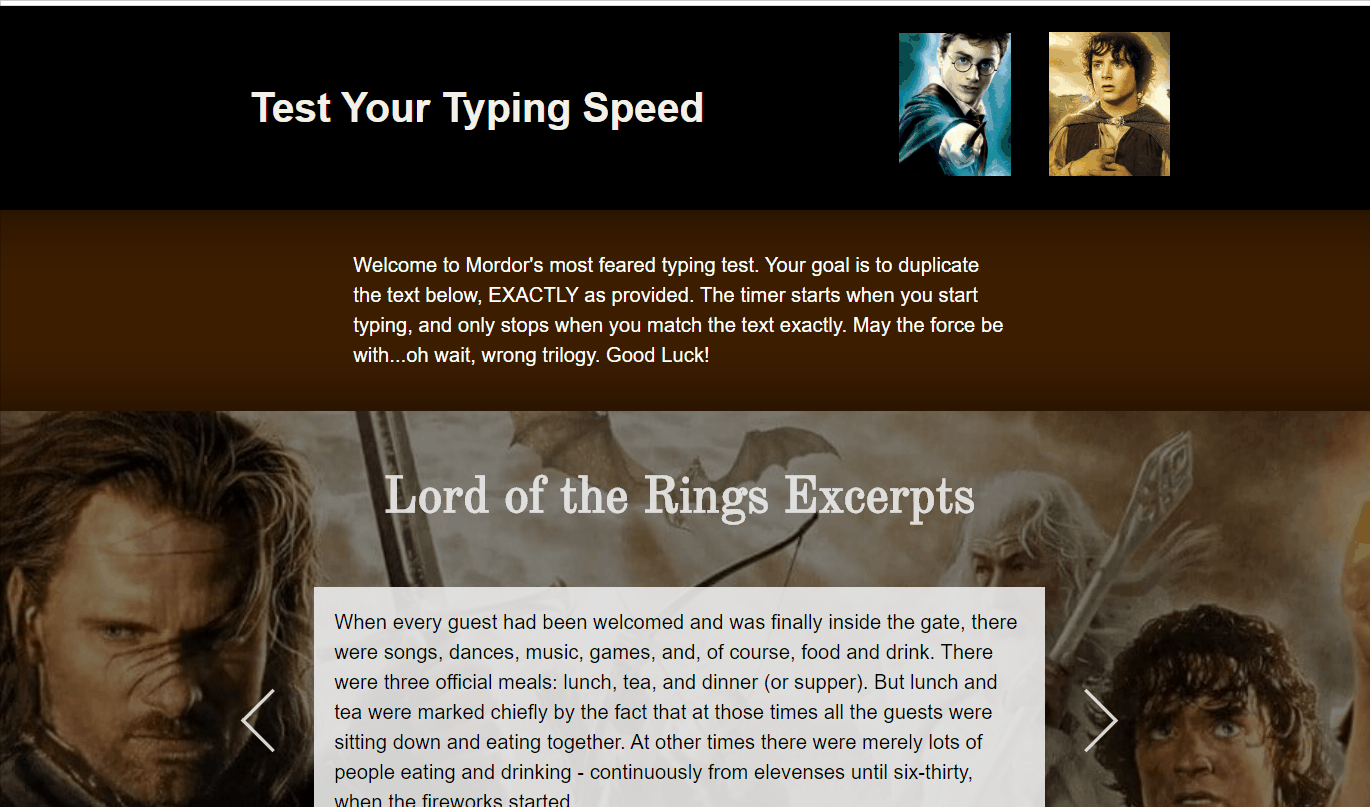 Test Your Typing Speed
Welcome to Mordor's most feared typing test. Your goal is to duplicate
the text below, EXACTLY as provided. The timer starts when you start
typing, and only stops when you match the text exactly. May the force be
with...oh wait, wrong trilogy. Good Luck!
Lord of the Rings Excerpts
When every guest had been welcomed and was finally inside the gate, there
were songs, dances, music, games, and, of course, food and drink. There
were three official meals: lunch, tea, and dinner (or supper). But lunch and
tea were marked chiefly by the fact that at those times all the guests were
sitting down and eating together. At other times there were merely lots of
people eating and drinking - continuously from elevenses until six-thirty,
when the fireworks started